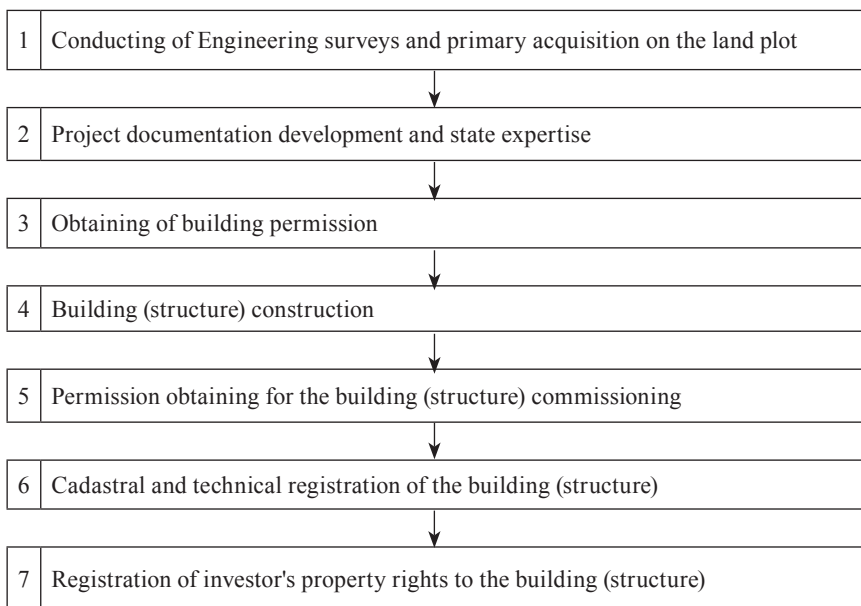 1 Conducting of Engineering surveys and primary acquisition on the land plot
2 Project documentation development and state expertise
3 Obtaining of building permission
4 Building (structure) construction
5 Permission obtaining for the building (structure) commissioning
6 Cadastral and technical registration of the building (structure)
7 Registration of investor's property rights to the building (structure)